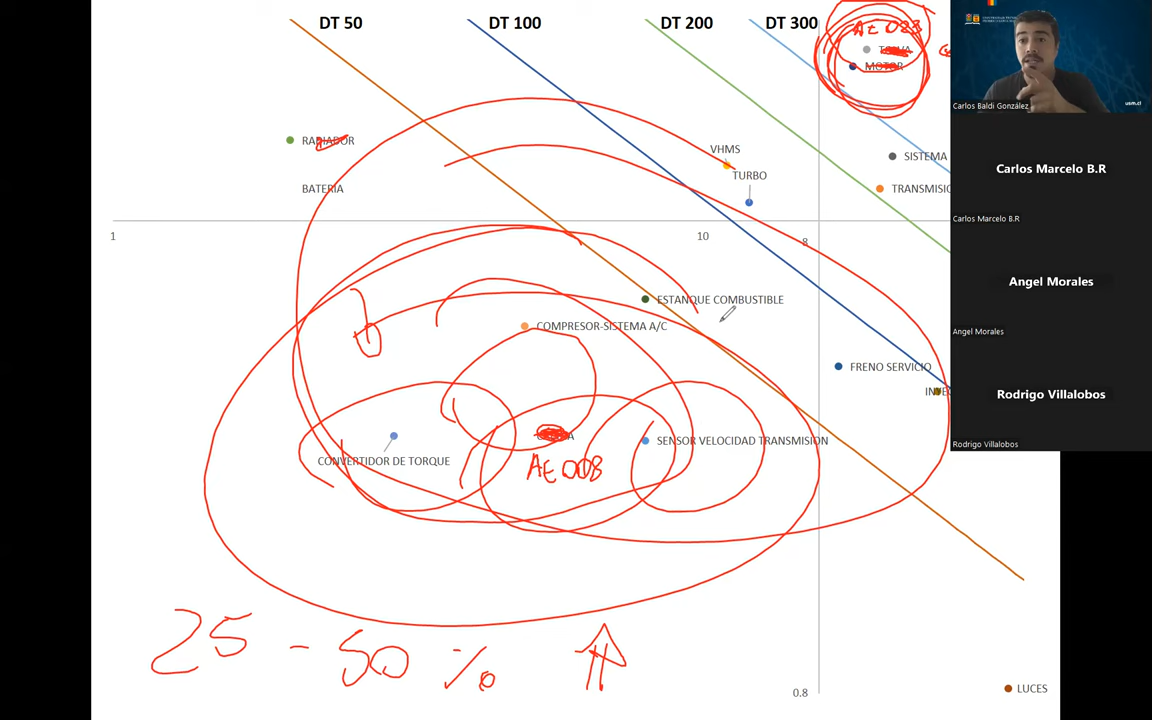 DT 50
DT 100
DT 200
DT 300
AE 023
MOTOR
RADIADOR
BATERIA
VHMS
TURBO
SISTEMA
TRANSMISIO
1
10
8
ESTANQUE COMBUSTIBLE
COMPRESOR-SISTEMA A/C
FRENO SERVICIO
SENSOR VELOCIDAD TRANSMISION
CONVERTIDOR DE TORQUE
AE 008
25 - 50 %
0.8
LUCES
usm.cl
Carlos Baldi González
Carlos Marcelo B.R
Carlos Marcelo B.R
Angel Morales
Angel Morales
Rodrigo Villalobos
Rodrigo Villalobos